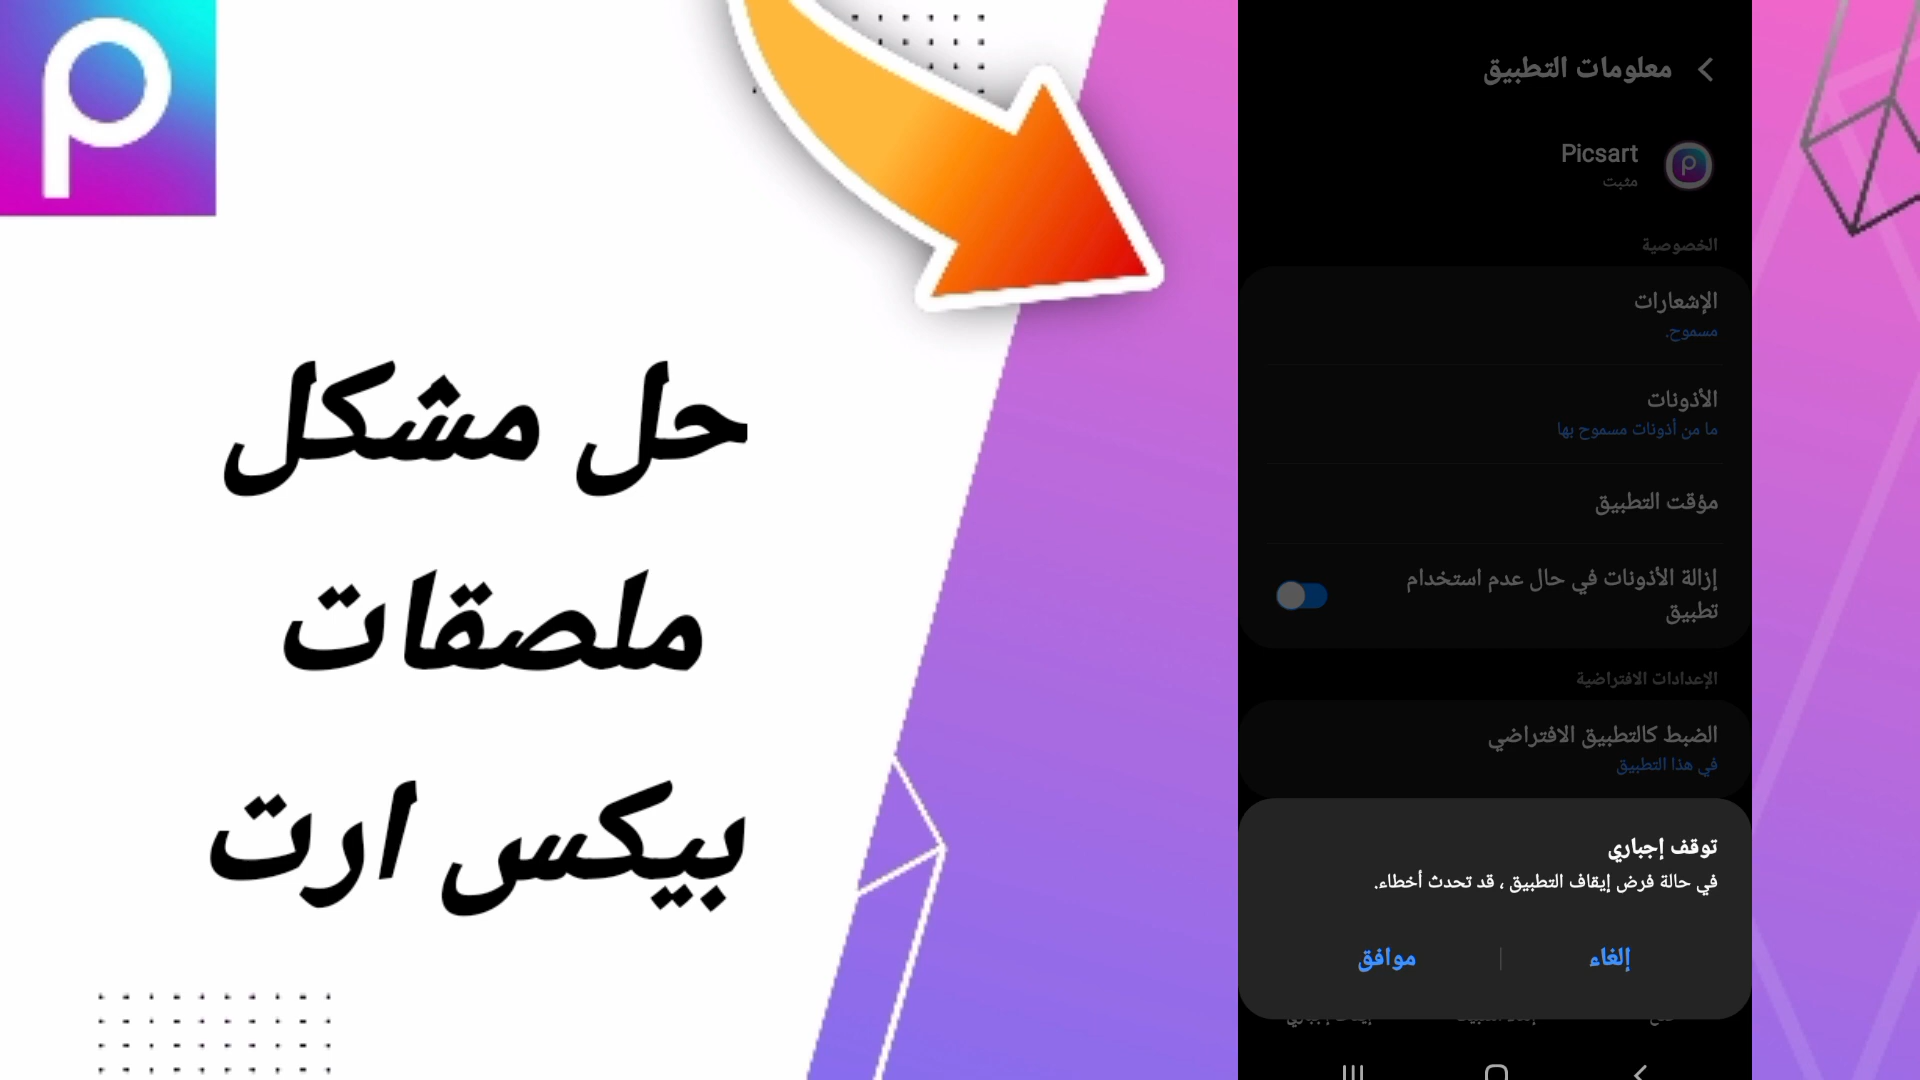 حل مشكل
ملصقات
بيكس ارت
معلومات التطبيق
Picsart
مثبت
الخصوصية
الإشعارات
مسموح.
الأذونات
ما من أذونات مسموح بها
مؤقت التطبيق
إزالة الأذونات في حال عدم استخدام
تطبيق
الإعدادات الافتراضية
الضبط كالتطبيق الافتراضي
في هذا التطبيق
توقف إجباري
في حالة فرض إيقاف التطبيق ، قد تحدث أخطاء.
إلغاء
موافق